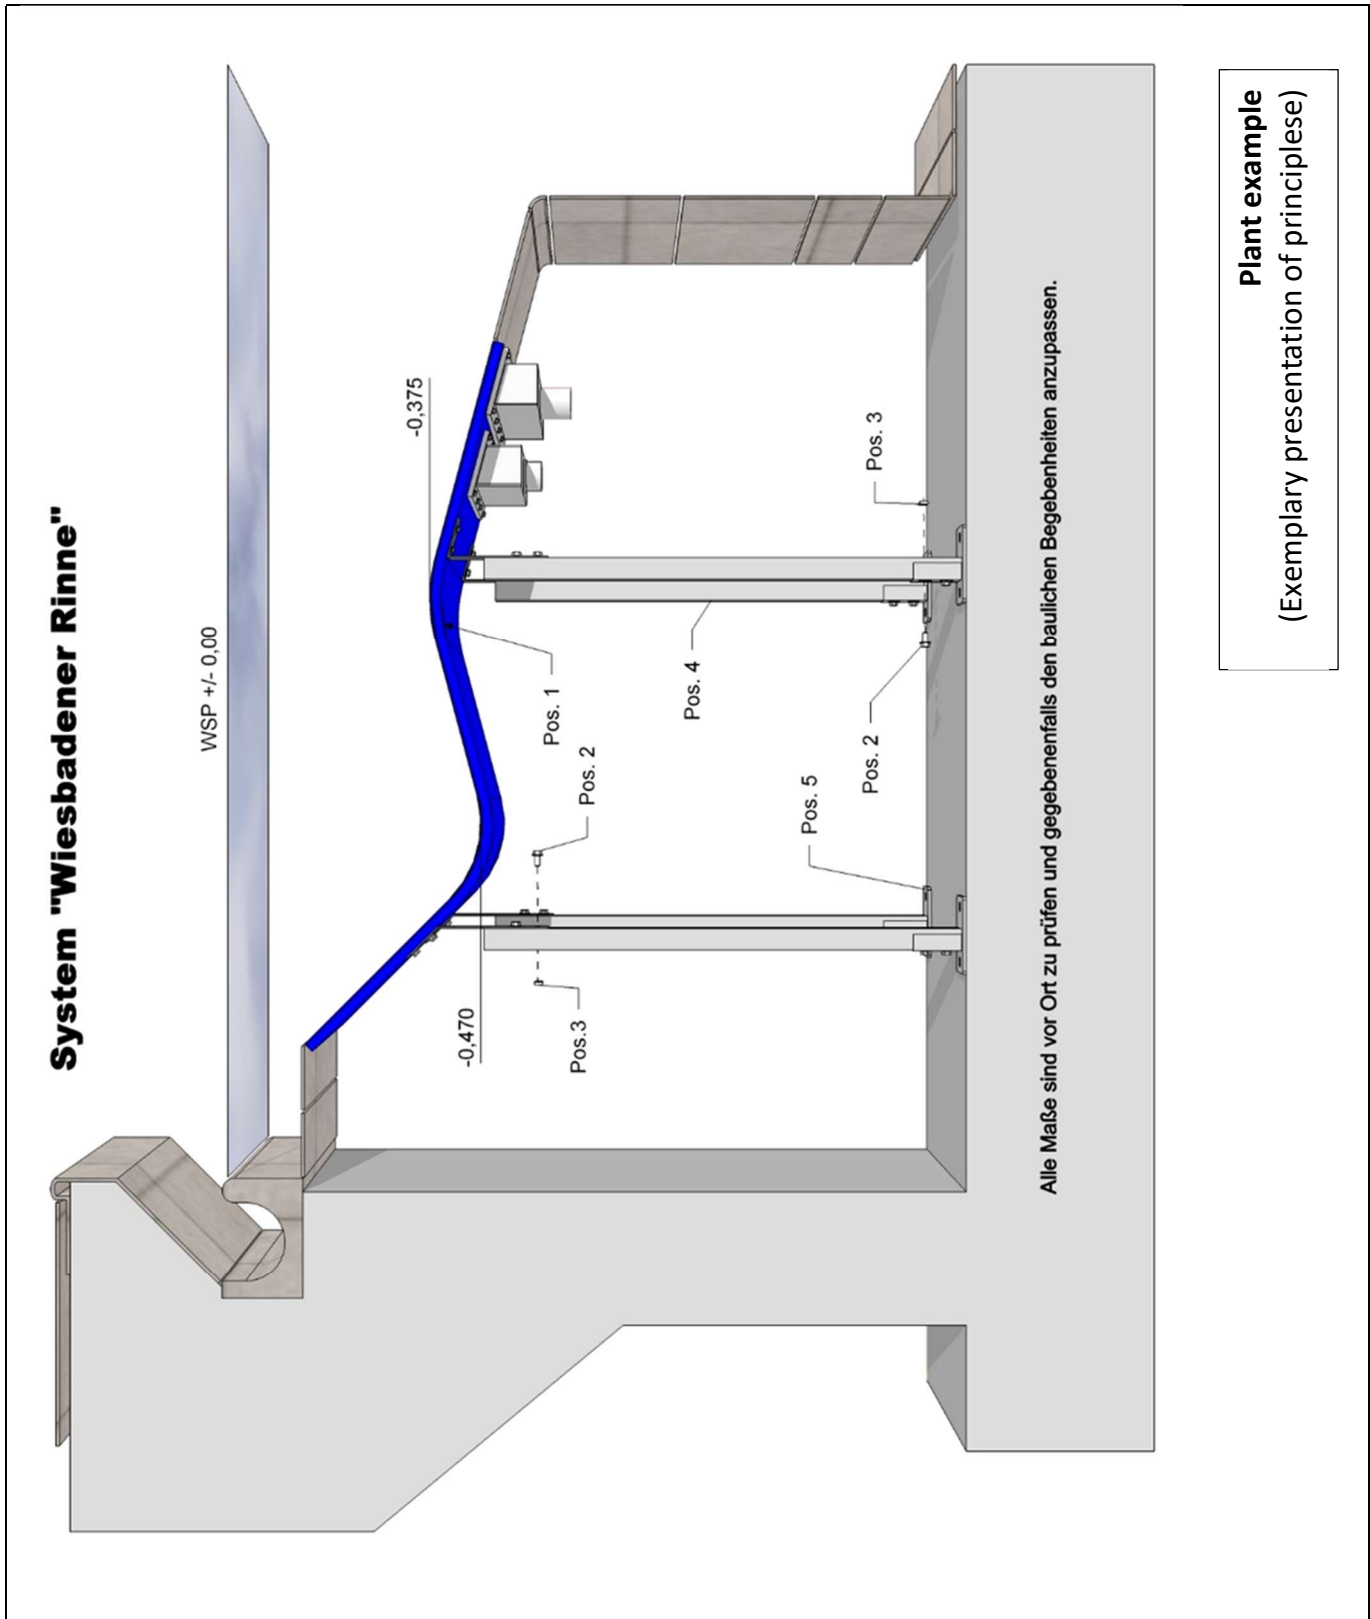 System "Wiesbadener Rinne"
WSP +/- 0,00
-0,375
-0,470
Pos. 1
Pos. 2
Pos.3
Pos. 4
Pos. 5
Pos. 2
Pos. 3
Alle Maße sind vor Ort zu prüfen und gegebenenfalls den baulichen Begebenheiten anzupassen.
Plant example
(Exemplary presentation of principlese)